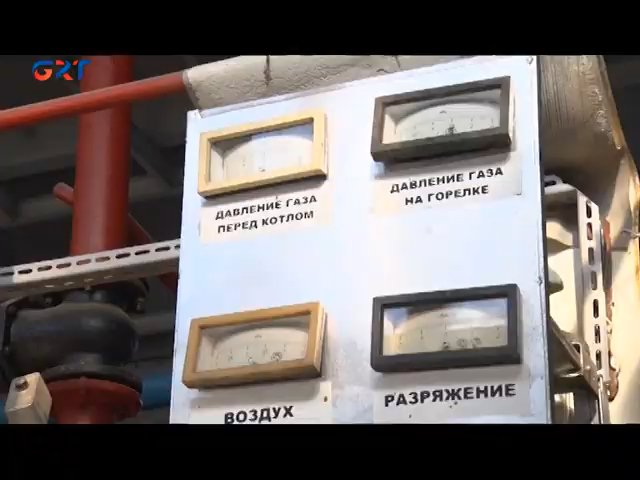 GRT
ДАВЛЕНИЕ ГАЗА
ПЕРЕД КОТЛОМ
ДАВЛЕНИЕ ГАЗА
НА ГОРЕЛКЕ
ВОЗДУХ
РАЗРЯЖЕНИЕ